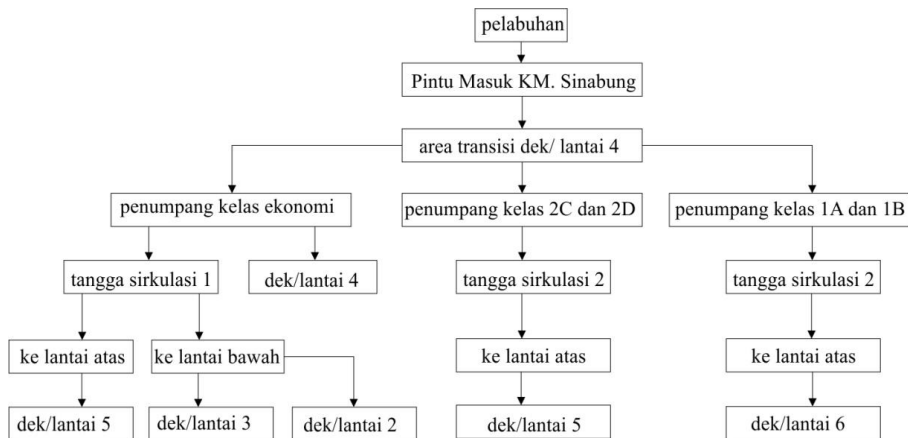 pelabuhan
Pintu Masuk KM. Sinabung
area transisi dek/ lantai 4
penumpang kelas ekonomi
penumpang kelas 2C dan 2D
penumpang kelas 1A dan 1B
tangga sirkulasi 1
dek/lantai 4
tangga sirkulasi 2
tangga sirkulasi 2
ke lantai atas
ke lantai bawah
ke lantai atas
ke lantai atas
dek/lantai 5
dek/lantai 3
dek/lantai 2
dek/lantai 5
dek/lantai 6